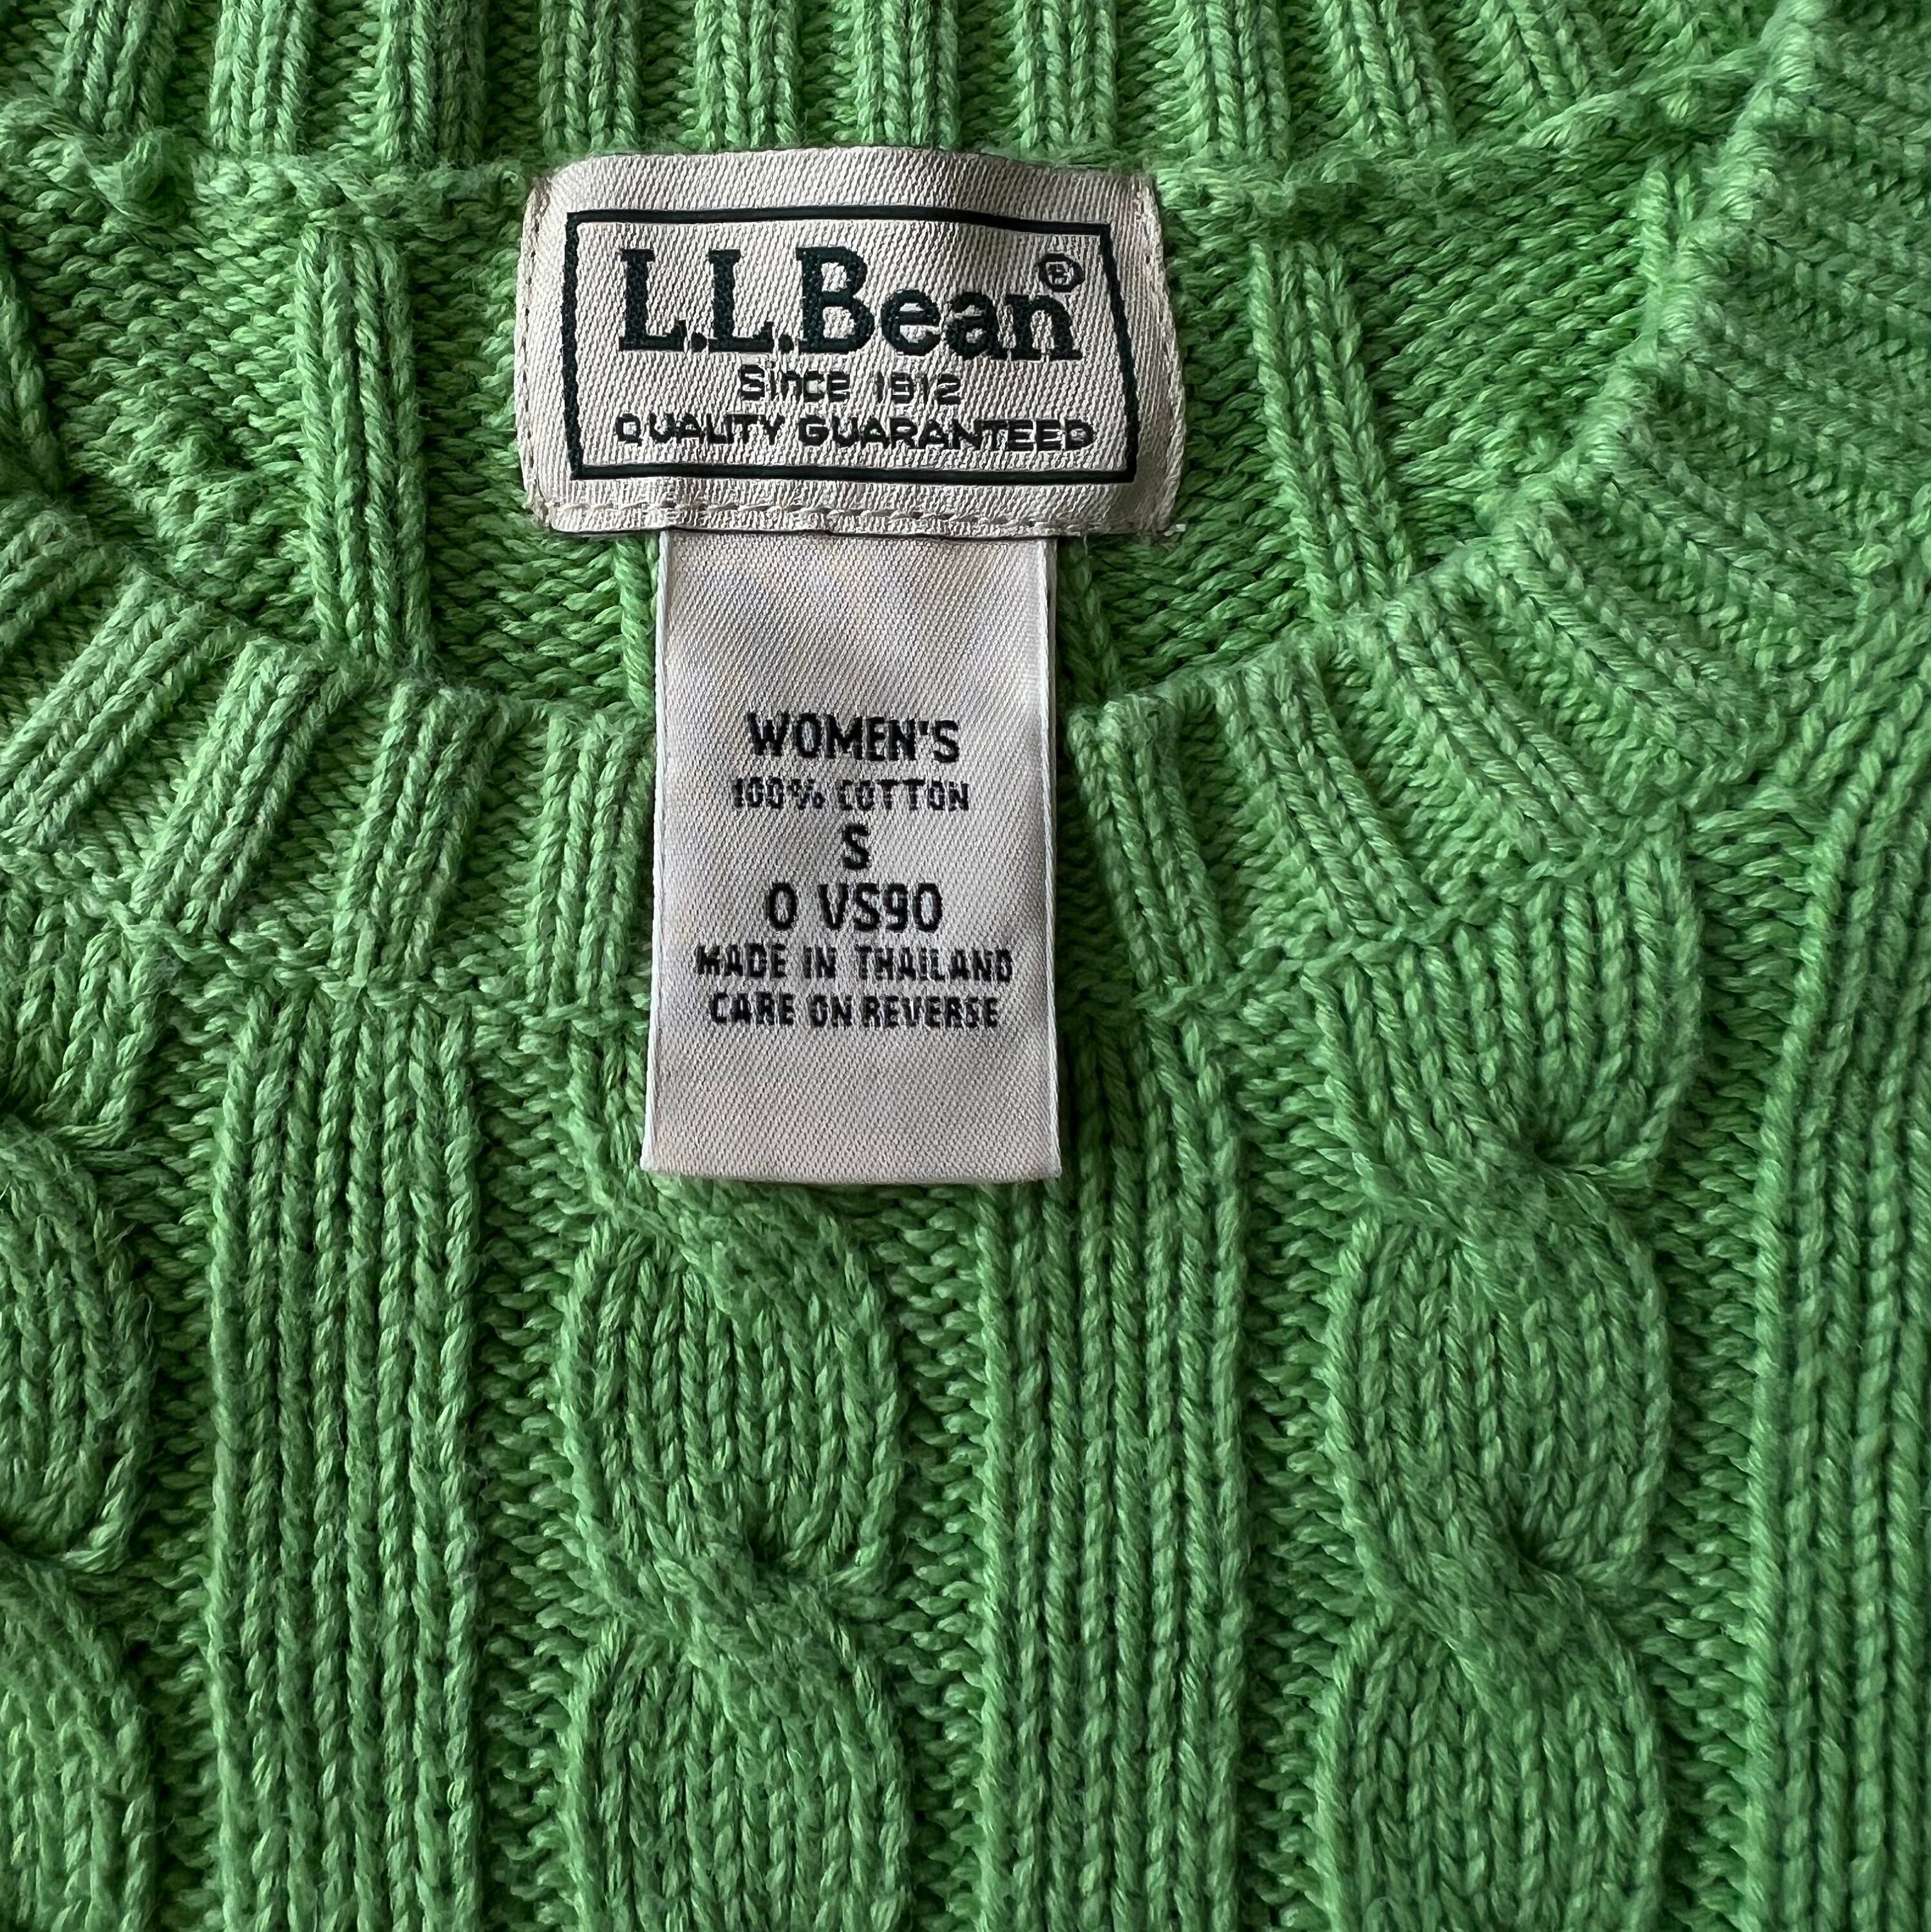 L.L.Bean®
Since 1912
QUALITY GUARANTEED
WOMEN'S
100% COTTON
S
0 VS90
MADE IN THAILAND
CARE ON REVERSE